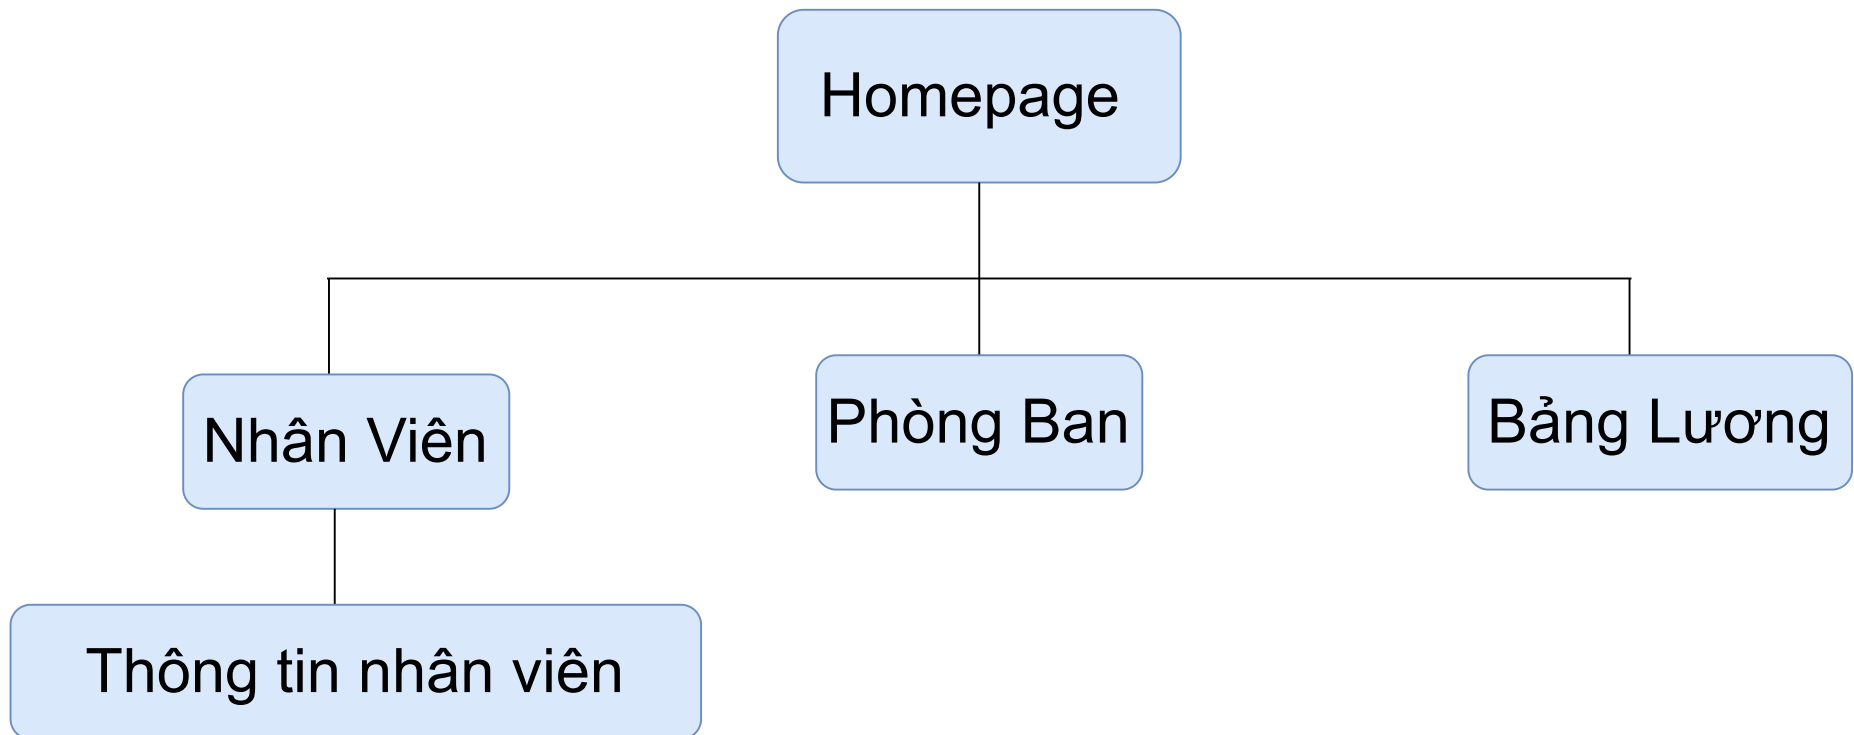 Homepage
Nhân Viên
Phòng Ban
Bảng Lương
Thông tin nhân viên